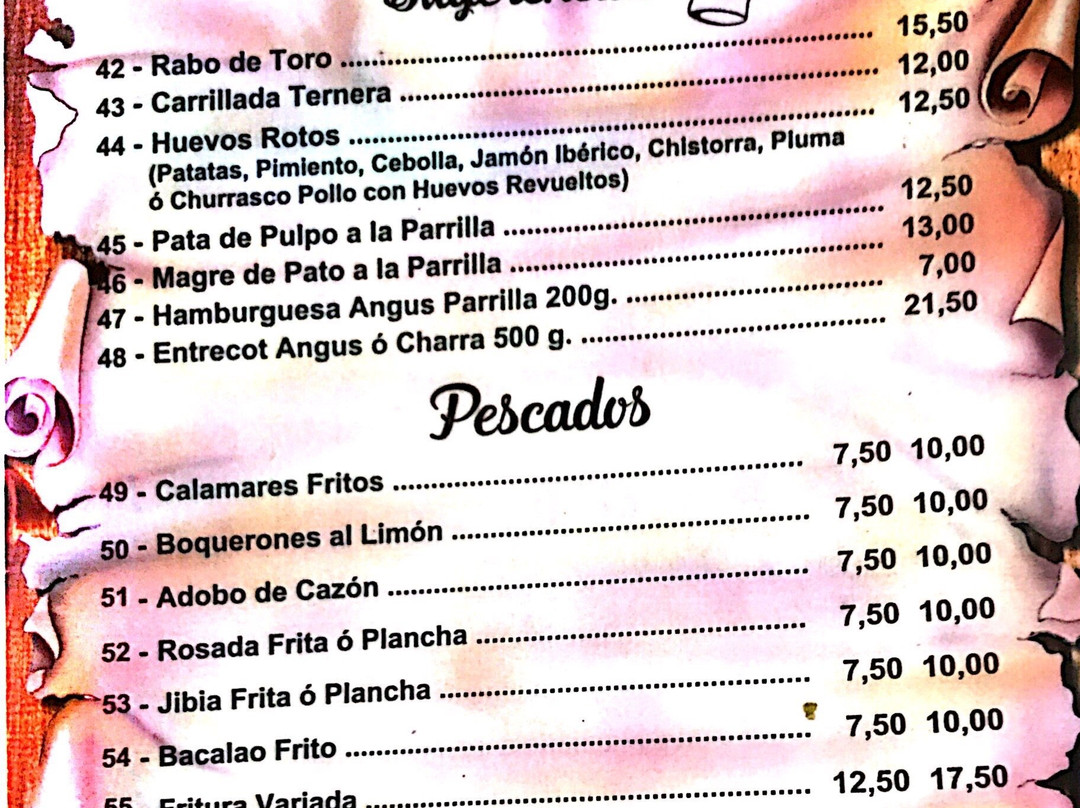 42 - Rabo de Toro ........ 15,50
43 - Carrillada Ternera ........ 12,00
44 - Huevos Rotos ........ 12,50
(Patatas, Pimiento, Cebolla, Jamón Ibérico, Chistorra, Pluma
ó Churrasco Pollo con Huevos Revueltos)
45 - Pata de Pulpo a la Parrilla ........ 12,50
46 - Magre de Pato a la Parrilla ........ 13,00
47 - Hamburguesa Angus Parrilla 200g. ........ 7,00
48 - Entrecot Angus ó Charra 500 g. ........ 21,50
Pescados
49 - Calamares Fritos ........ 7,50 10,00
50 - Boquerones al Limón ........ 7,50 10,00
51 - Adobo de Cazón ........ 7,50 10,00
52 - Rosada Frita ó Plancha ........ 7,50 10,00
53 - Jibia Frita ó Plancha ........ 7,50 10,00
54 - Bacalao Frito ........ 7,50 10,00
55 - Fritura Variada ........ 12,50 17,50